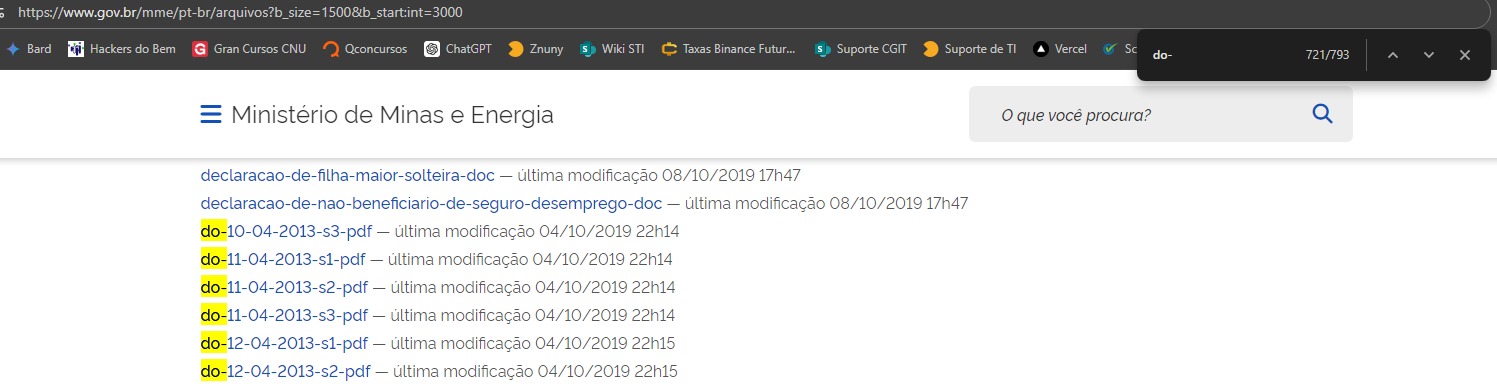 https://www.gov.br/mme/pt-br/arquivos?b_size=1500&b_start:int=3000
Bard Hackers do Bem Gran Cursos CNU Qconcursos ChatGPT Znuny Wiki STI Taxas Binance Futur... Suporte CGIT Suporte de TI Vercel Sc
do- 721/793
Ministério de Minas e Energia
O que você procura?
declaracao-de-filha-maior-solteira-doc — última modificação 08/10/2019 17h47
declaracao-de-nao-beneficiario-de-seguro-desemprego-doc — última modificação 08/10/2019 17h47
do-10-04-2013-s3-pdf — última modificação 04/10/2019 22h14
do-11-04-2013-s1-pdf — última modificação 04/10/2019 22h14
do-11-04-2013-s2-pdf — última modificação 04/10/2019 22h14
do-11-04-2013-s3-pdf — última modificação 04/10/2019 22h14
do-12-04-2013-s1-pdf — última modificação 04/10/2019 22h15
do-12-04-2013-s2-pdf — última modificação 04/10/2019 22h15